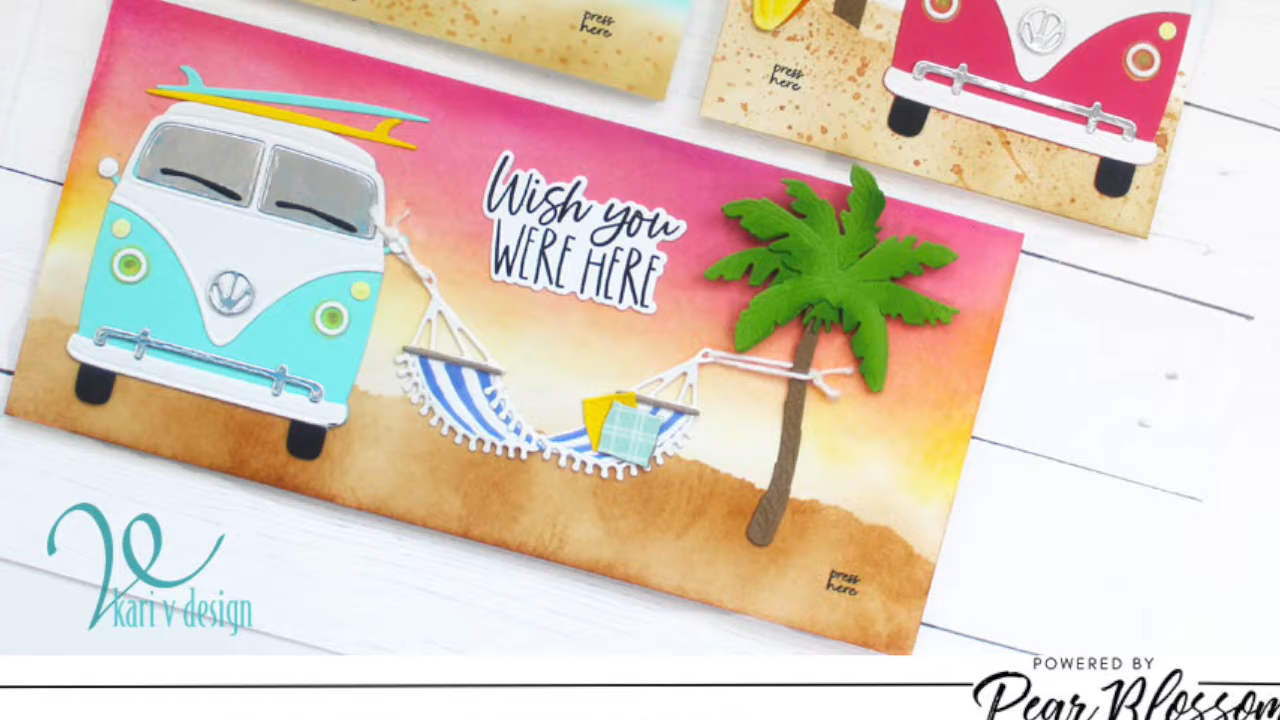 press
here
press
here
Wish you
WERE HERE
press
here
kari v design
POWERED BY
Pear Blossom